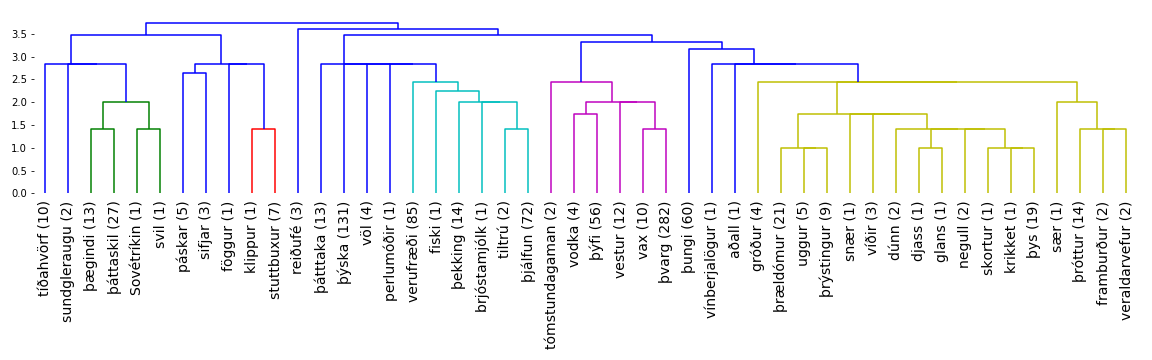 3.5
3.0
2.5
2.0
1.5
1.0
0.5
0.0
tíðahvörf (10)
sundgleraugu (2)
þægindi (13)
þáttaskil (27)
Sovétríkin (1)
svil (1)
páskar (5)
sifjar (3)
föggur (1)
klippur (1)
stuttbuxur (7)
reiðufé (3)
þátttaka (13)
þýska (131)
völ (4)
perlumóðir (1)
verufræði (85)
fiski (1)
þekking (14)
brjóstamjólk (1)
tiltrú (2)
þjálfun (72)
tómstundagaman (2)
vodka (4)
þýfi (56)
vestur (12)
vax (10)
þvarg (282)
þungi (60)
vínberjalögur (1)
aðall (1)
gróður (4)
þrældómur (21)
uggur (5)
þrýstingur (9)
snær (1)
viðir (3)
dúnn (2)
djass (1)
glans (1)
negull (2)
skortur (1)
krikket (1)
þys (19)
sær (1)
þróttur (14)
framburður (2)
veraldarvefur (2)